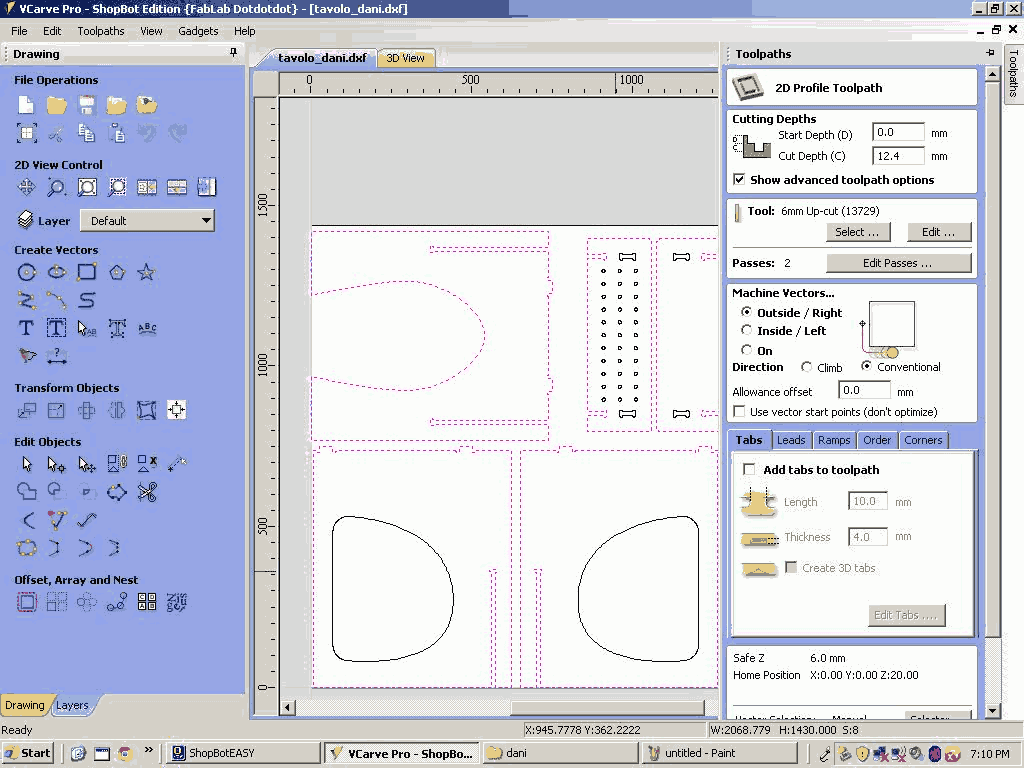 VCarve Pro - ShopBot Edition {FabLab Dotdotdot} - [tavolo_dani.dxf]
File Edit Toolpaths View Gadgets Help
Drawing
File Operations
2D View Control
Layer Default
Create Vectors
Transform Objects
Edit Objects
Offset, Array and Nest
Drawing Layers
tavolo_dani.dxf 3D View
0 500 1000
1500
1000
500
0
Toolpaths
Toolpaths
2D Profile Toolpath
Cutting Depths
Start Depth (D) 0.0 mm
Cut Depth (C) 12.4 mm
Show advanced toolpath options
Tool: 6mm Up-cut (13729)
Select ... Edit ...
Passes: 2 Edit Passes ...
Machine Vectors...
Outside / Right
Inside / Left
On
Direction Climb Conventional
Allowance offset 0.0 mm
Use vector start points (don't optimize)
Tabs Leads Ramps Order Corners
Add tabs to toolpath
Length 10.0 mm
Thickness 4.0 mm
Create 3D tabs
Edit Tabs ....
Safe Z 6.0 mm
Home Position X:0.00 Y:0.00 Z:20.00
Ready X:945.7778 Y:362.2222 W:2068.779 H:1430.000 S:8
Start ShopBotEASY VCarve Pro - ShopBo... dani untitled - Paint 7:10 PM